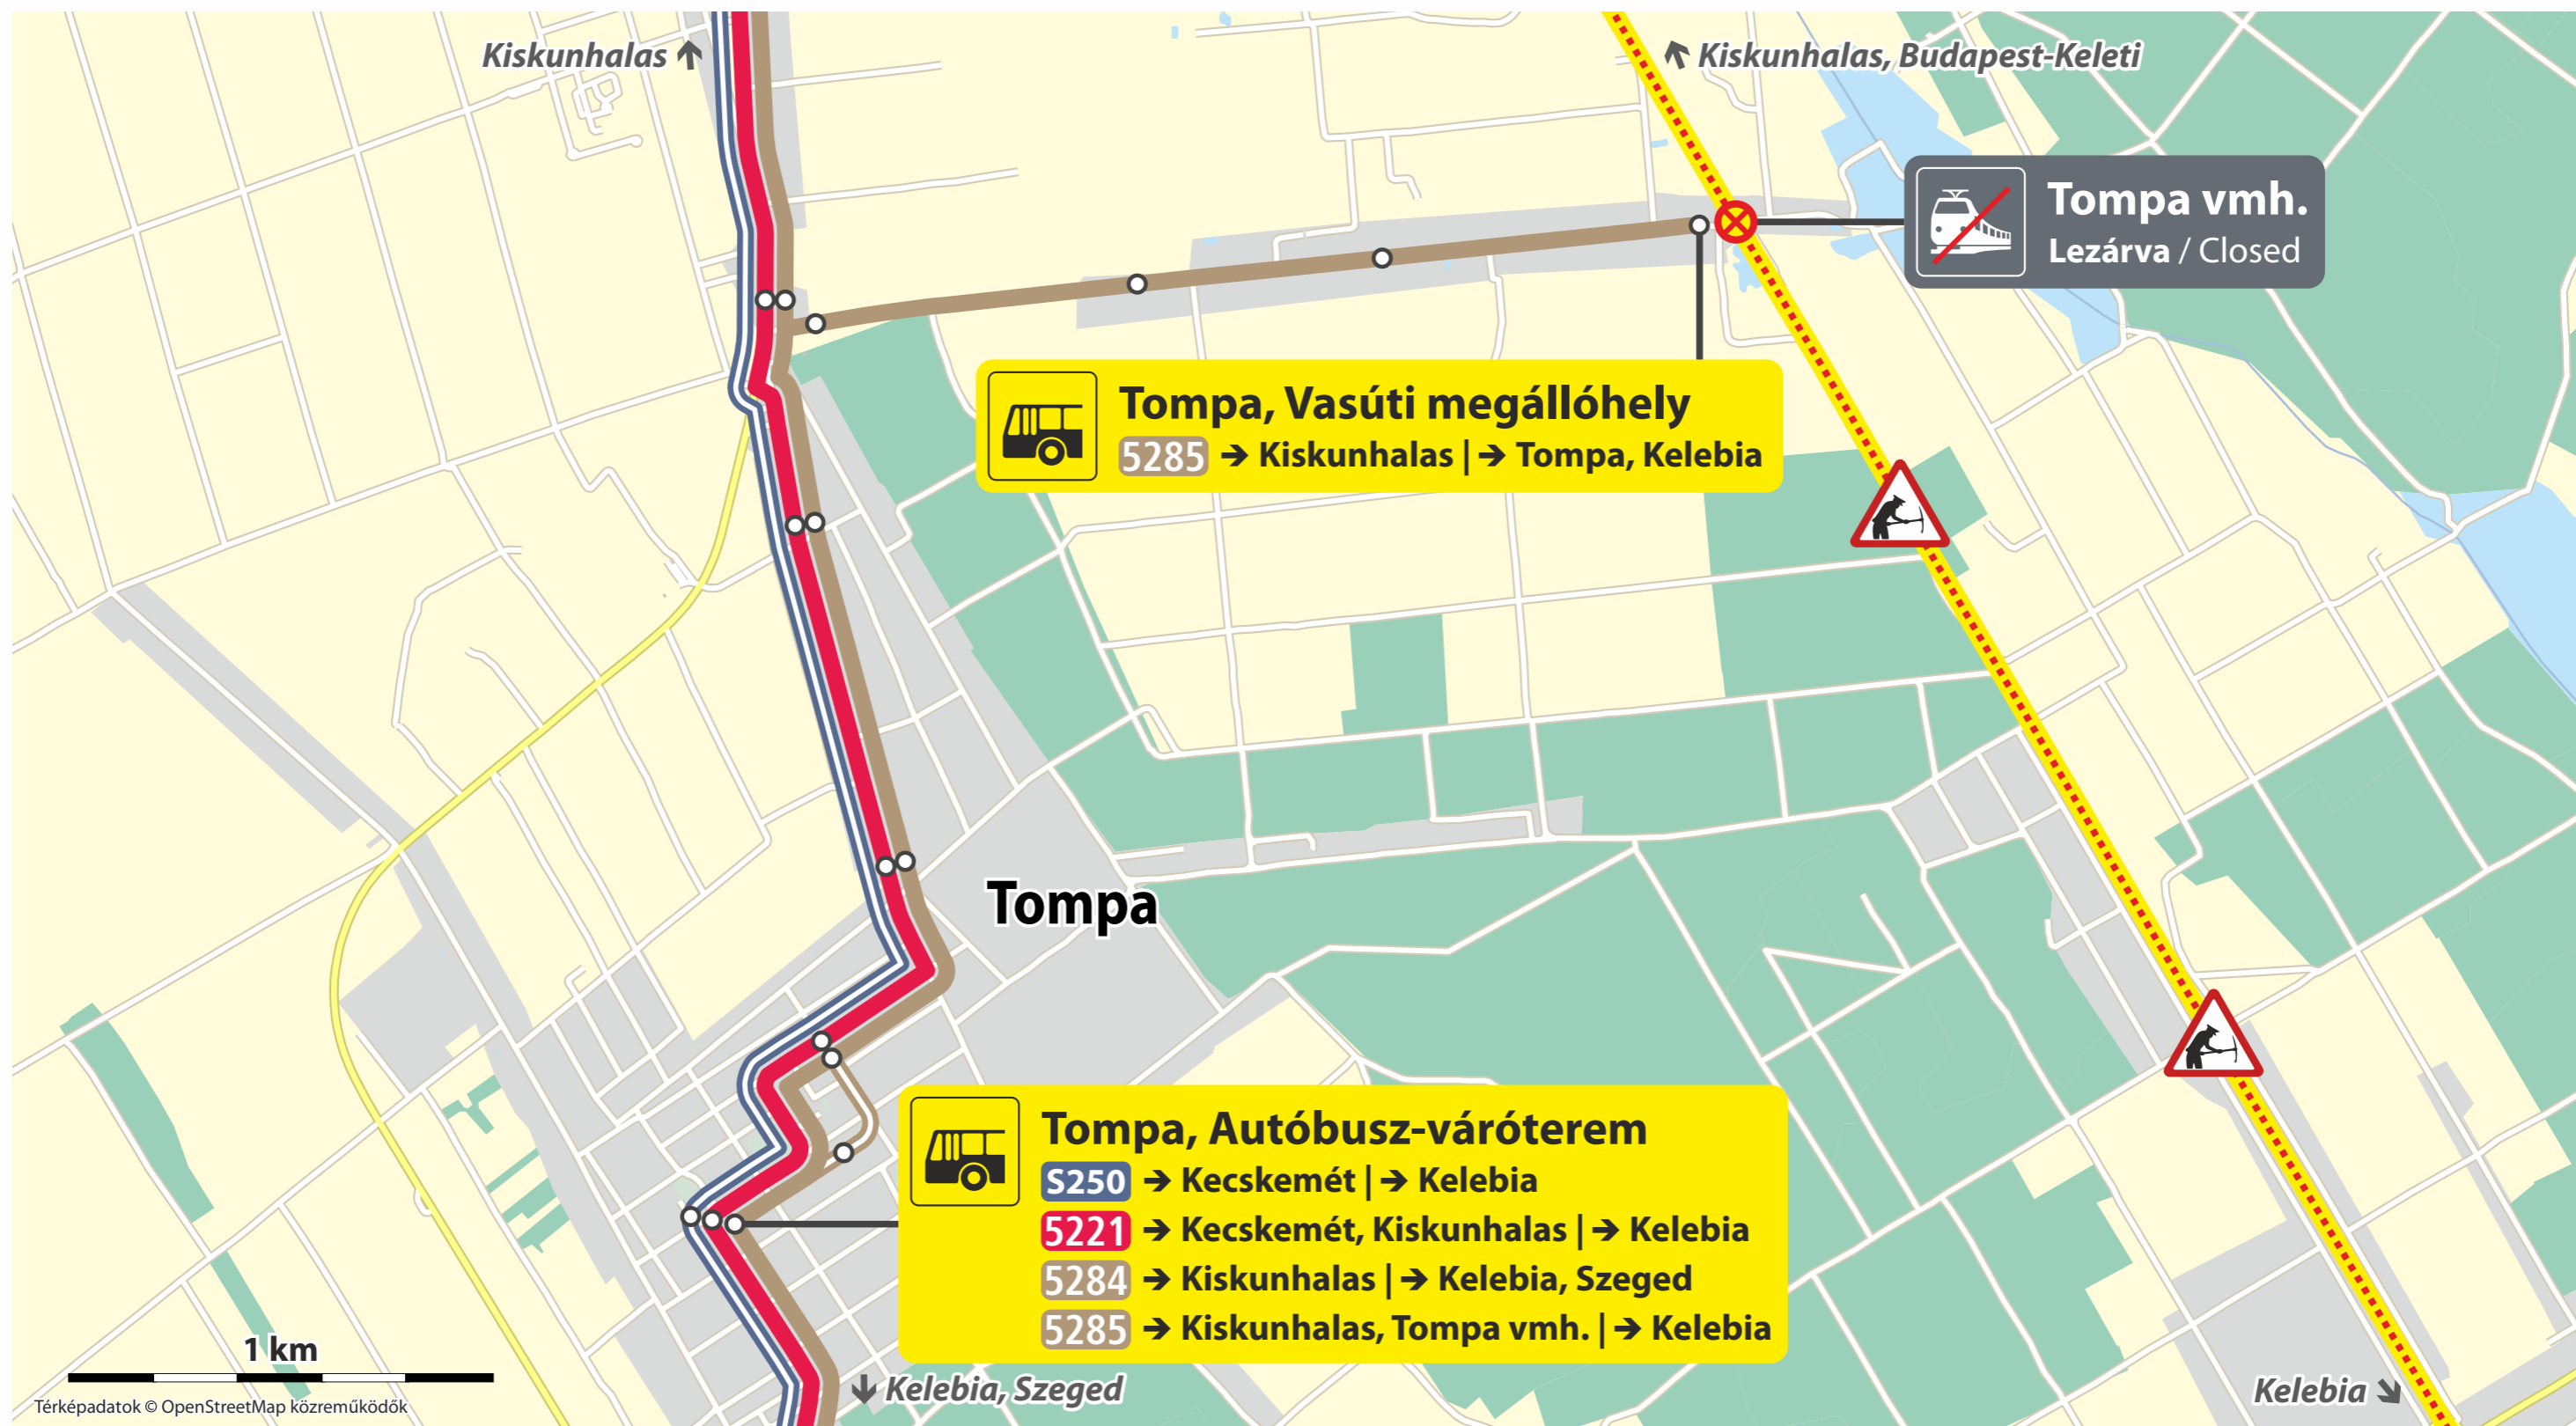 Kiskunhalas ↑
↖ Kiskunhalas, Budapest-Keleti
Tompa vmh.
Lezárva / Closed
Tompa, Vasúti megállóhely
5285 → Kiskunhalas | → Tompa, Kelebia
Tompa
Tompa, Autóbusz-váróterem
S250 → Kecskemét | → Kelebia
5221 → Kecskemét, Kiskunhalas | → Kelebia
5284 → Kiskunhalas | → Kelebia, Szeged
5285 → Kiskunhalas, Tompa vmh. | → Kelebia
1 km
↓ Kelebia, Szeged
Kelebia ↘
Térképadatok © OpenStreetMap közreműködők